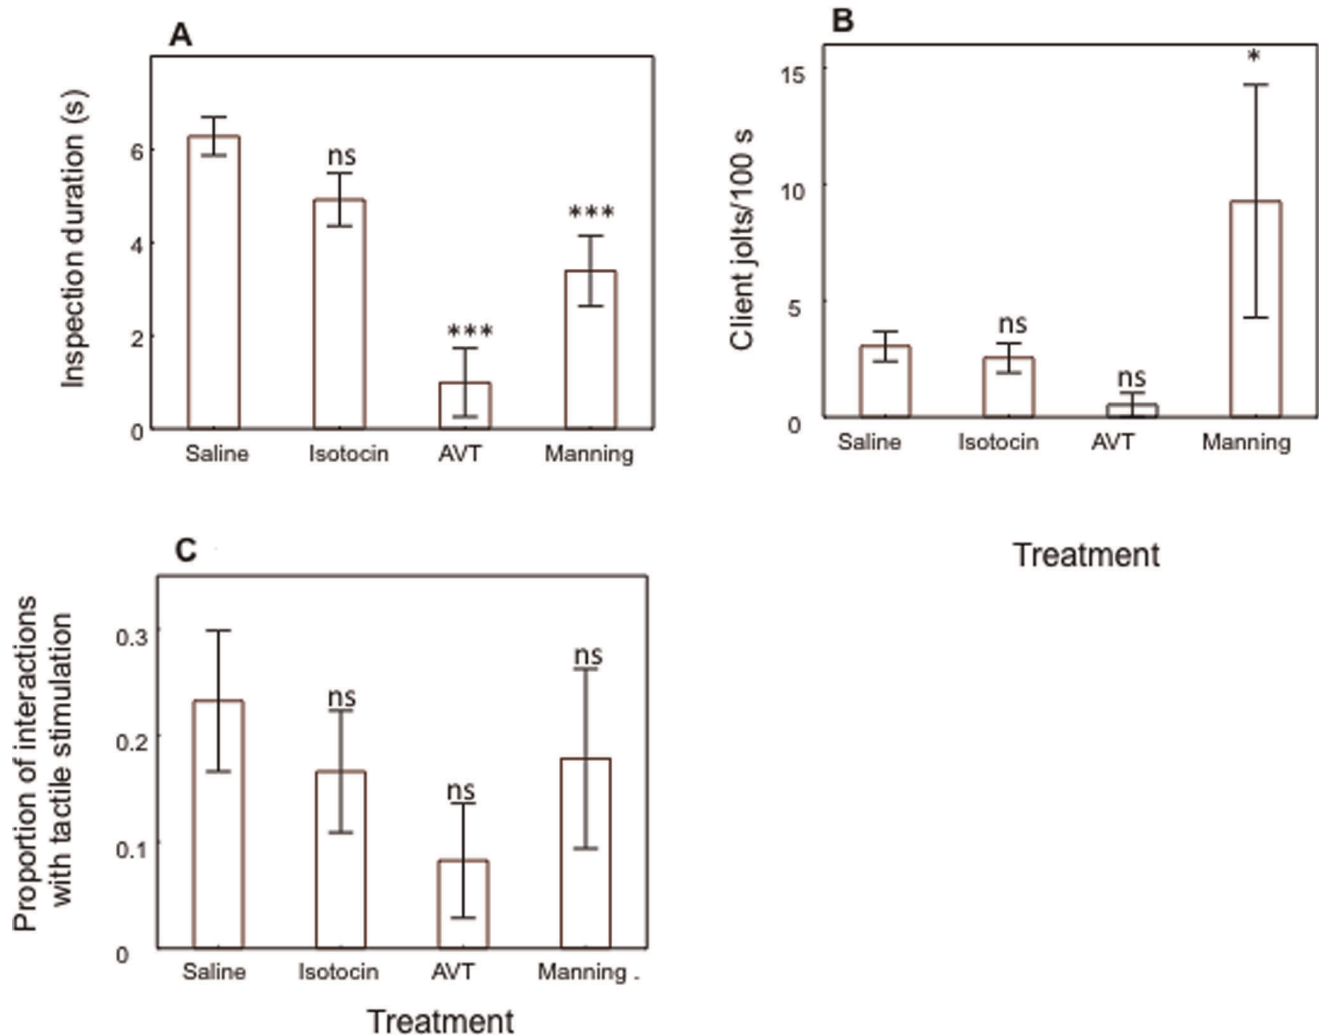 A
Inspection duration (s)
6
4
2
0
ns
***
***
Saline Isotocin AVT Manning
B
Client jolts/100 s
15
10
5
0
ns
ns
*
Saline Isotocin AVT Manning
Treatment
C
Proportion of interactions
with tactile stimulation
0.3
0.2
0.1
0
ns
ns
ns
Saline Isotocin AVT Manning .
Treatment